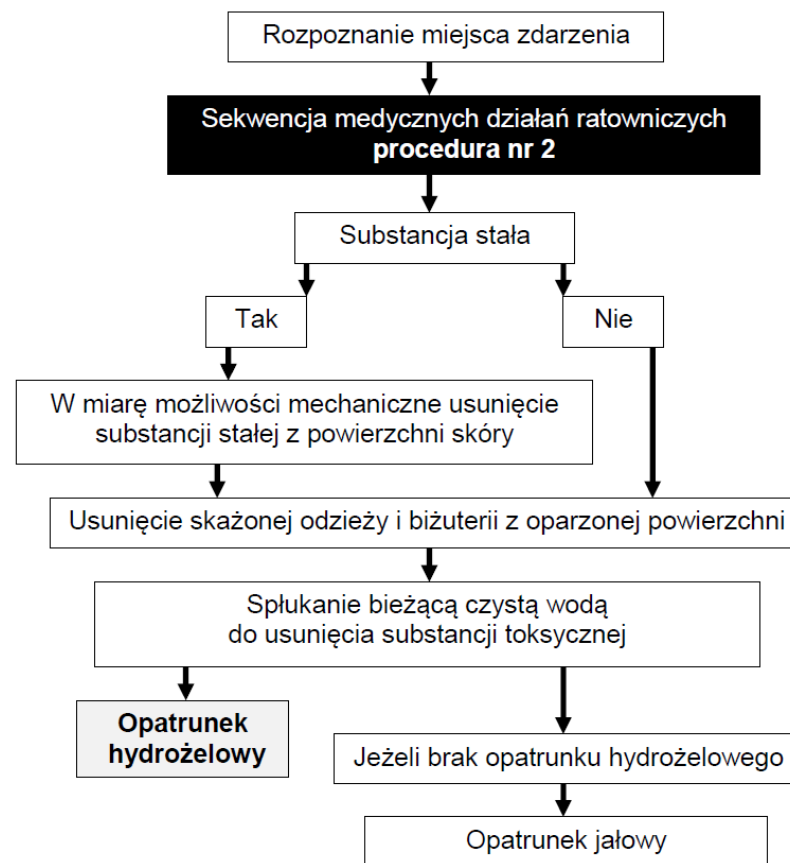 Rozpoznanie miejsca zdarzenia
Sekwencja medycznych działań ratowniczych
procedura nr 2
Substancja stała
Tak
Nie
W miarę możliwości mechaniczne usunięcie
substancji stałej z powierzchni skóry
Usunięcie skażonej odzieży i biżuterii z oparzonej powierzchni
Spłukanie bieżącą czystą wodą
do usunięcia substancji toksycznej
Opatrunek
hydrożelowy
Jeżeli brak opatrunku hydrożelowego
Opatrunek jałowy